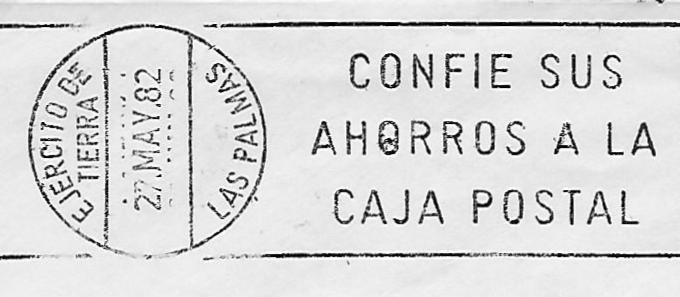 EJERCITO DE
TIERRA
27.MAY.82
LAS PALMAS
CONFIE SUS
AHORROS A LA
CAJA POSTAL